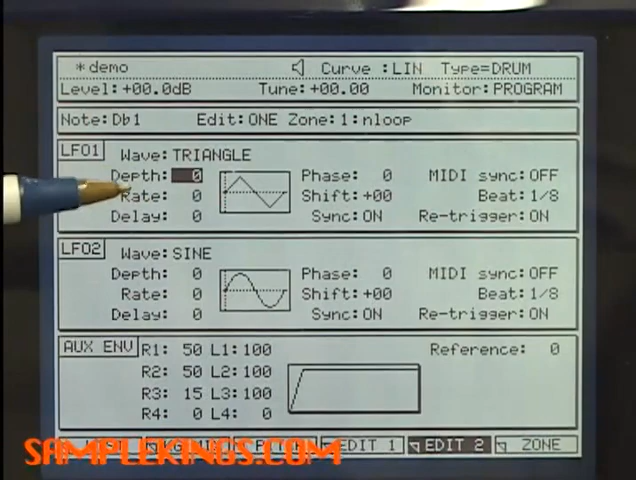 *demo Curve :LIN Type=DRUM
Level:+00.0dB Tune:+00.00 Monitor:PROGRAM
Note:Db1 Edit:ONE Zone:1:nloop
LFO1 Wave:TRIANGLE
Depth: 0 Phase: 0 MIDI sync:OFF
Rate: 0 Shift:+00 Beat:1/8
Delay: 0 Sync:ON Re-trigger:ON
LFO2 Wave:SINE
Depth: 0 Phase: 0 MIDI sync:OFF
Rate: 0 Shift:+00 Beat:1/8
Delay: 0 Sync:ON Re-trigger:ON
AUX ENV R1: 50 L1:100 Reference: 0
R2: 50 L2:100
R3: 15 L3:100
R4: 0 L4: 0
EDIT 1 EDIT 2 ZONE
SAMPLEKINGS.COM